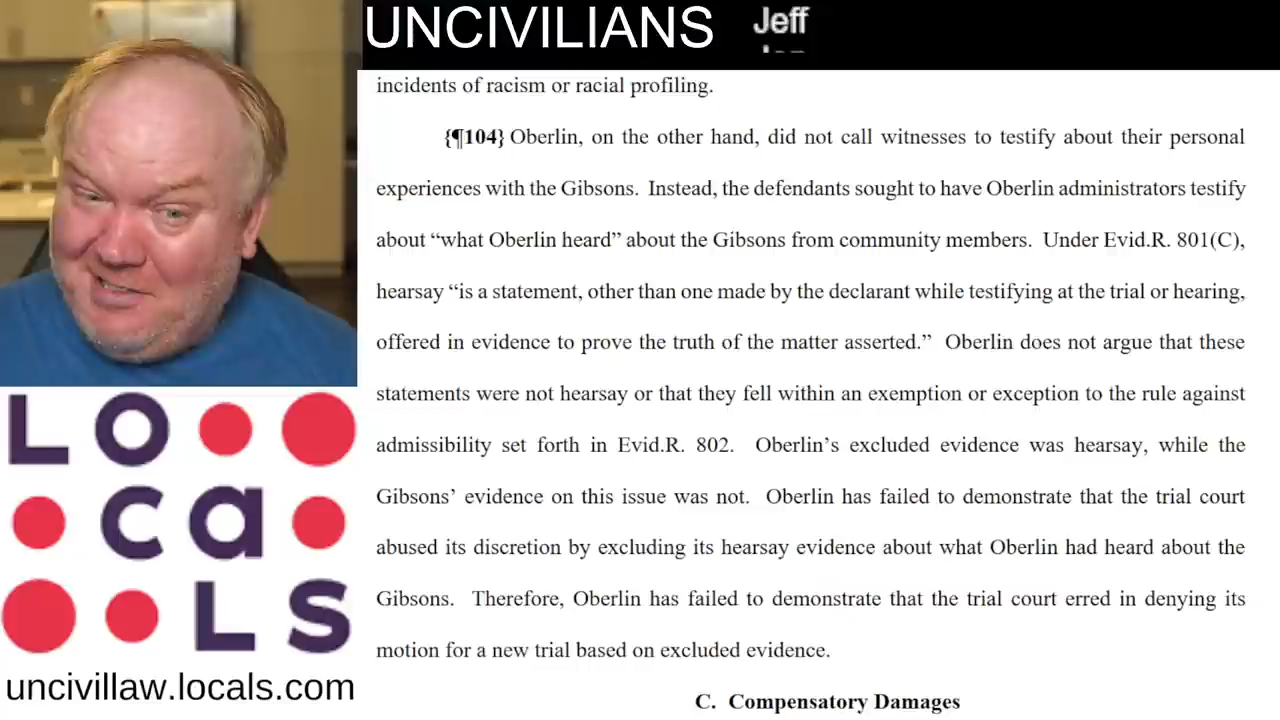 UNCIVILIANS
Jeff
incidents of racism or racial profiling.
{¶104} Oberlin, on the other hand, did not call witnesses to testify about their personal
experiences with the Gibsons. Instead, the defendants sought to have Oberlin administrators testify
about “what Oberlin heard” about the Gibsons from community members. Under Evid.R. 801(C),
hearsay “is a statement, other than one made by the declarant while testifying at the trial or hearing,
offered in evidence to prove the truth of the matter asserted.” Oberlin does not argue that these
statements were not hearsay or that they fell within an exemption or exception to the rule against
admissibility set forth in Evid.R. 802. Oberlin’s excluded evidence was hearsay, while the
Gibsons’ evidence on this issue was not. Oberlin has failed to demonstrate that the trial court
abused its discretion by excluding its hearsay evidence about what Oberlin had heard about the
Gibsons. Therefore, Oberlin has failed to demonstrate that the trial court erred in denying its
motion for a new trial based on excluded evidence.
C. Compensatory Damages
LO
ca
LS
uncivillaw.locals.com